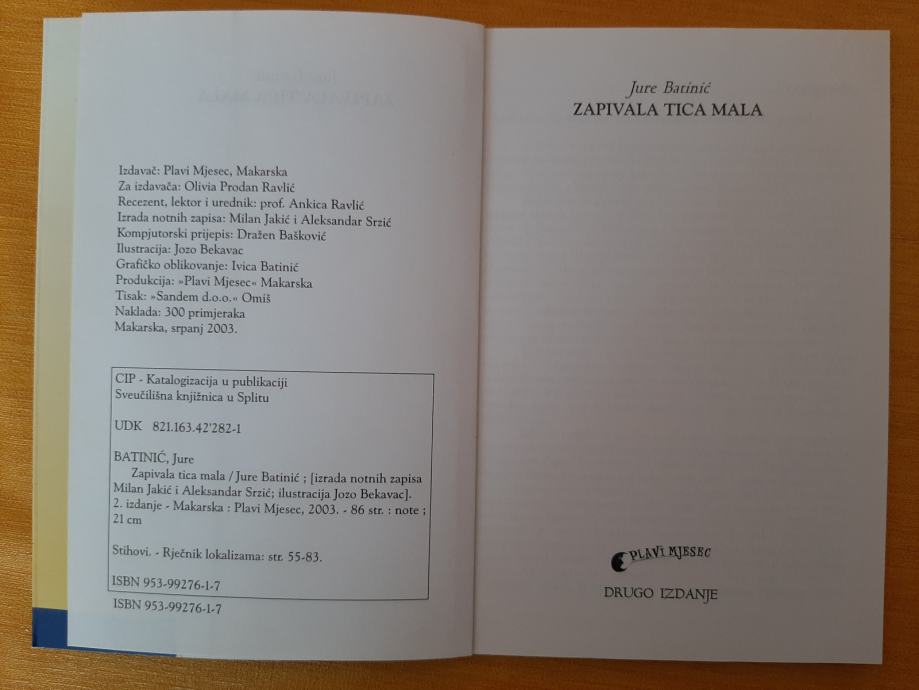 Izdavač: Plavi Mjesec, Makarska
Za izdavača: Olivia Prodan Ravlić
Recezent, lektor i urednik: prof. Ankica Ravlić
Izrada notnih zapisa: Milan Jakić i Aleksandar Srzić
Kompjutorski prijepis: Dražen Bašković
Ilustracija: Jozo Bekavac
Grafičko oblikovanje: Ivica Batinić
Produkcija: »Plavi Mjesec« Makarska
Tisak: »Sandem d.o.o.« Omiš
Naklada: 300 primjeraka
Makarska, srpanj 2003.
CIP - Katalogizacija u publikaciji
Sveučilišna knjižnica u Splitu
UDK 821.163.42'282-1
BATINIĆ, Jure
Zapivala tica mala / Jure Batinić ; [izrada notnih zapisa
Milan Jakić i Aleksandar Srzić; ilustracija Jozo Bekavac].
2. izdanje - Makarska : Plavi Mjesec, 2003. - 86 str. : note ;
21 cm
Stihovi. - Rječnik lokalizama: str. 55-83.
ISBN 953-99276-1-7
ISBN 953-99276-1-7
Jure Batinić
ZAPIVALA TICA MALA
PLAVI MJESEC
DRUGO IZDANJE